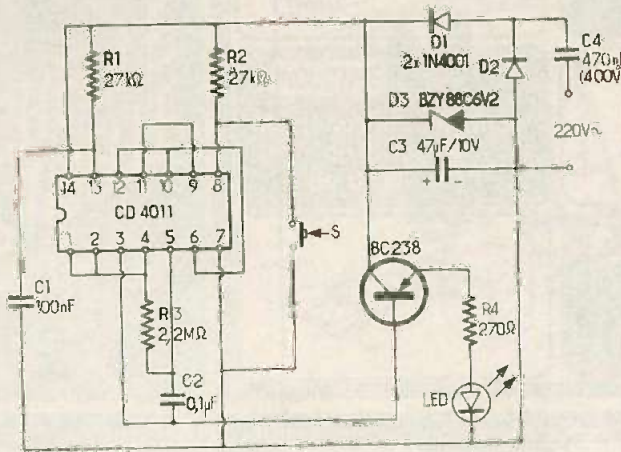 R1
27kΩ
R2
27kΩ
D1
2x1N4001
D2
C4
470n
(400V
D3 BZY88C6V2
220V~
C3 47µF/10V
+ -
14 13 12 11 10 9 8
CD 4011
1 2 3 4 5 6 7
S
BC238
C1
100nF
R3
2,2MΩ
R4
270Ω
C2
0,1µF
LED